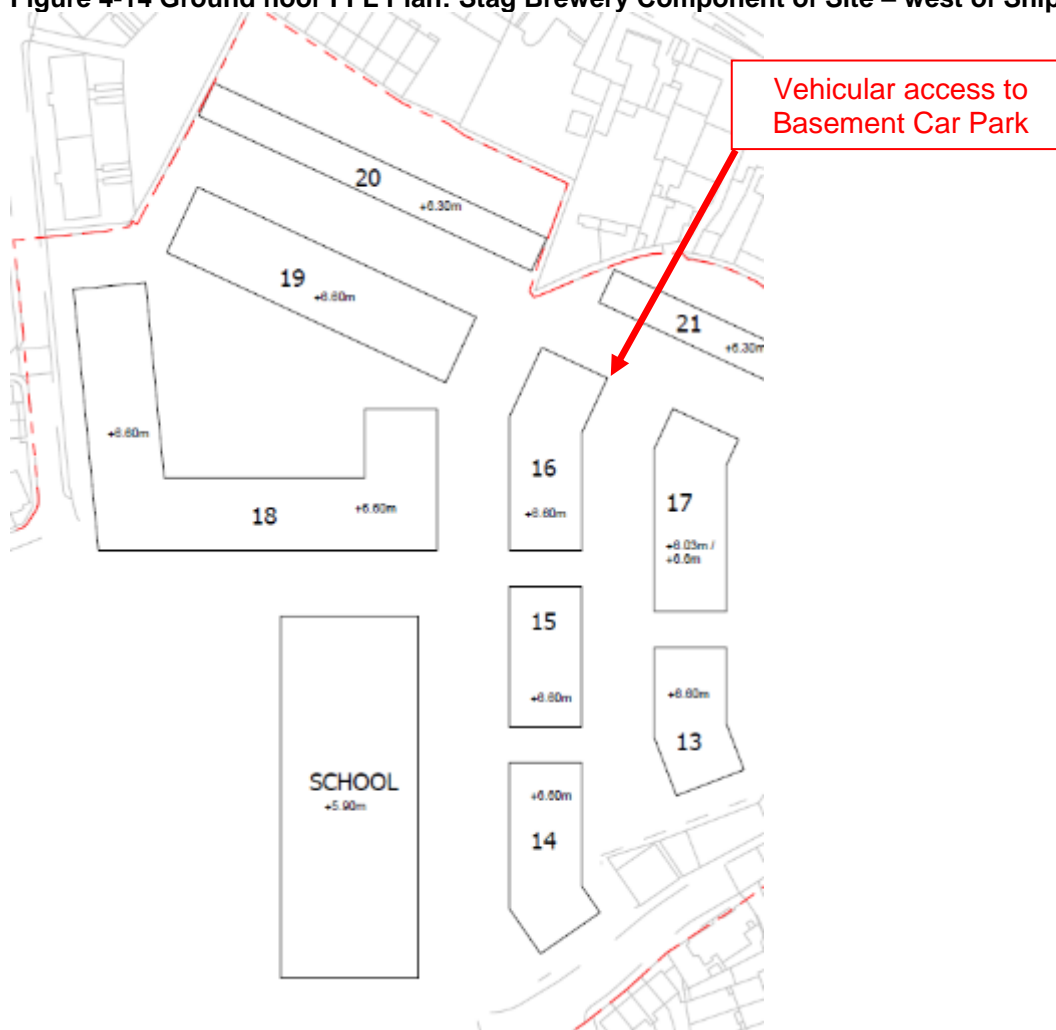 Figure 4-14 Ground floor FFL Plan: Stag Brewery Component of Site – west of Ship
Vehicular access to
Basement Car Park
20
+6.30m
19
+6.60m
21
+6.30m
+6.60m
16
+6.60m
18
+6.60m
17
+6.03m /
+6.6m
15
+6.60m
+6.60m
13
SCHOOL
+5.90m
+6.60m
14